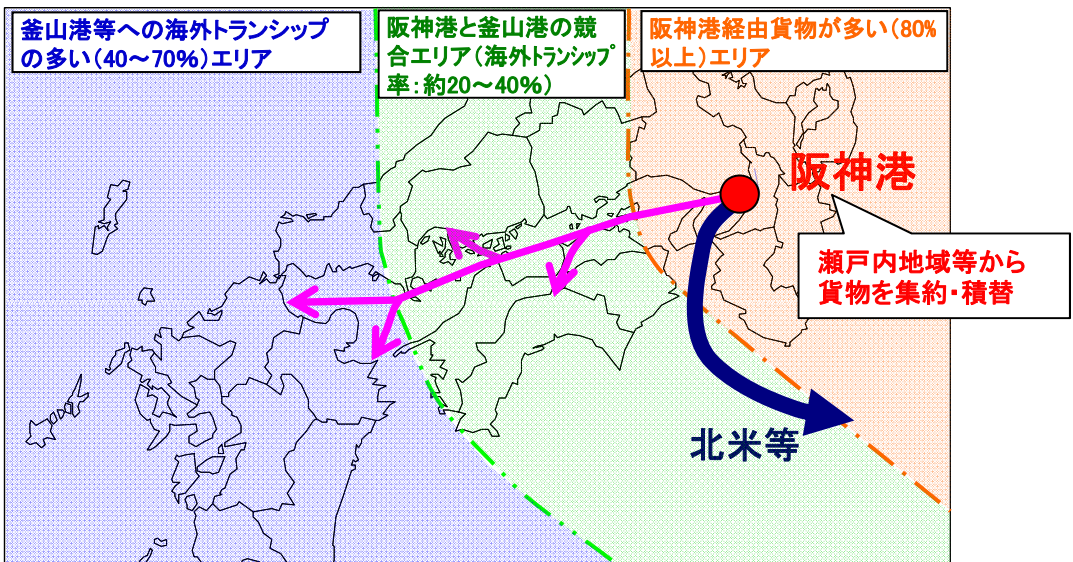 釜山港等への海外トランシップ
の多い(40～70%)エリア
阪神港と釜山港の競
合エリア(海外トランシップ
率:約20～40%)
阪神港経由貨物が多い(80%
以上)エリア
阪神港
瀬戸内地域等から
貨物を集約・積替
北米等